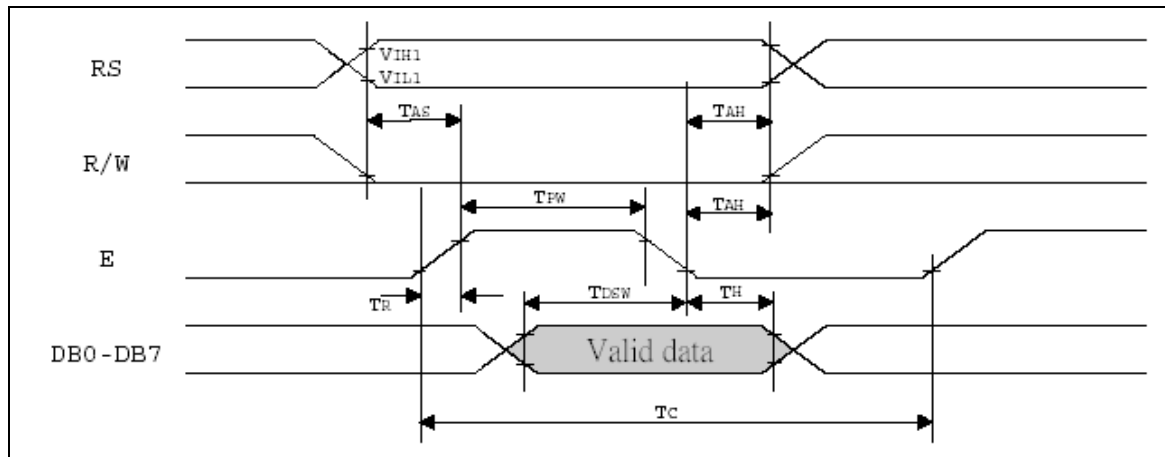 RS
VIH1
VIL1
TAS
TAH
R/W
TPW
TAH
E
TR
TDSW
TH
DB0-DB7
Valid data
TC